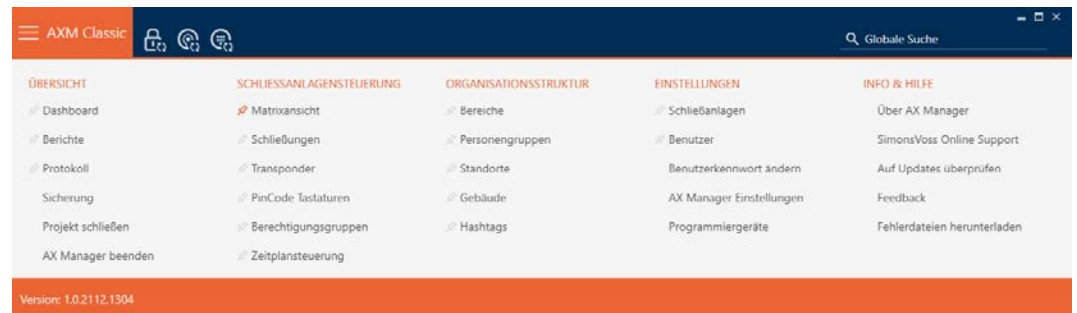 AXM Classic
Globale Suche
ÜBERSICHT
Dashboard
Berichte
Protokoll
Sicherung
Projekt schließen
AX Manager beenden
SCHLIESSANLAGENSTEUERUNG
Matrixansicht
Schließungen
Transponder
PinCode Tastaturen
Berechtigungsgruppen
Zeitplansteuerung
ORGANISATIONSSTRUKTUR
Bereiche
Personengruppen
Standorte
Gebäude
Hashtags
EINSTELLUNGEN
Schließanlagen
Benutzer
Benutzerkennwort ändern
AX Manager Einstellungen
Programmiergeräte
INFO & HILFE
Über AX Manager
SimonsVoss Online Support
Auf Updates überprüfen
Feedback
Fehlerdateien herunterladen
Version: 1.0.2112.1304